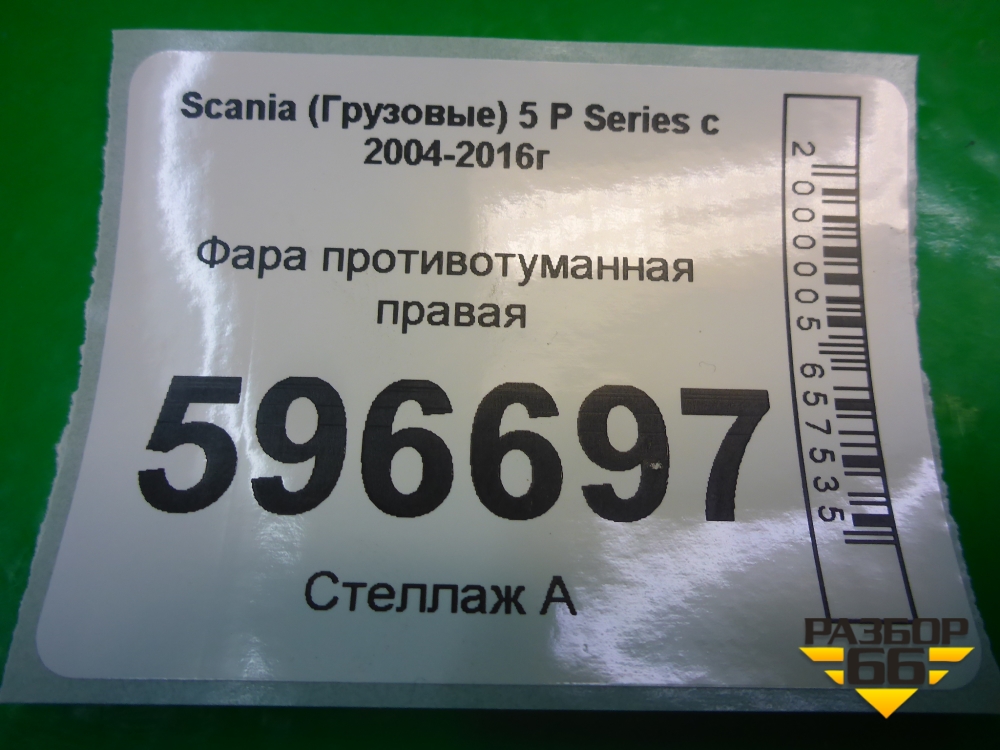 Scania (Грузовые) 5 P Series с
2004-2016г
Фара противотуманная
правая
596697
Стеллаж А
2000005657535
РАЗБОР
66